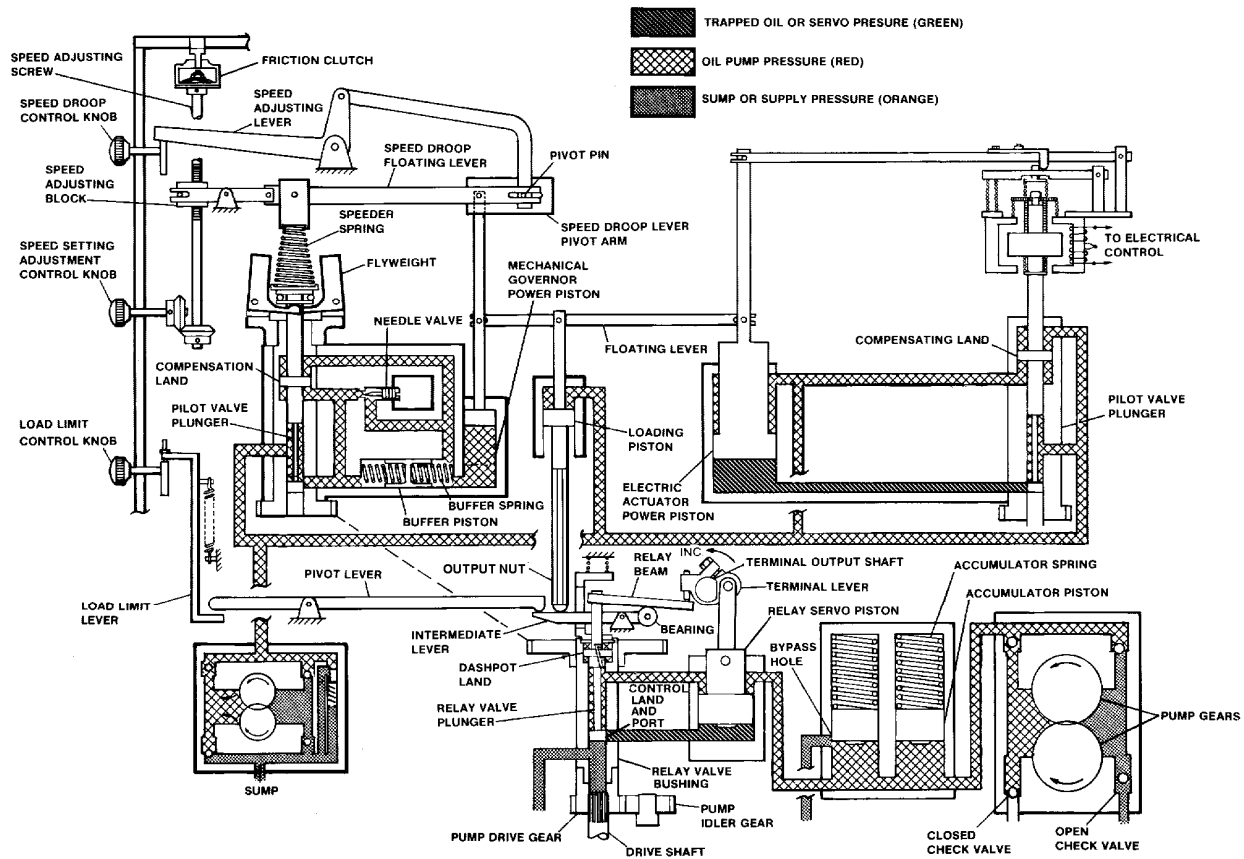 TRAPPED OIL OR SERVO PRESURE (GREEN)
OIL PUMP PRESSURE (RED)
SUMP OR SUPPLY PRESSURE (ORANGE)
SPEED ADJUSTING
SCREW
FRICTION CLUTCH
SPEED DROOP
CONTROL KNOB
SPEED
ADJUSTING
LEVER
SPEED DROOP
FLOATING LEVER
PIVOT PIN
SPEED
ADJUSTING
BLOCK
SPEEDER
SPRING
SPEED DROOP LEVER
PIVOT ARM
TO ELECTRICAL
CONTROL
SPEED SETTING
ADJUSTMENT
CONTROL KNOB
FLYWEIGHT
MECHANICAL
GOVERNOR
POWER PISTON
NEEDLE VALVE
FLOATING LEVER
COMPENSATING LAND
COMPENSATION
LAND
PILOT VALVE
PLUNGER
PILOT VALVE
PLUNGER
LOAD LIMIT
CONTROL KNOB
LOADING
PISTON
BUFFER SPRING
BUFFER PISTON
ELECTRIC
ACTUATOR
POWER PISTON
OUTPUT NUT
RELAY
BEAM
INC
TERMINAL OUTPUT SHAFT
TERMINAL LEVER
ACCUMULATOR SPRING
PIVOT LEVER
ACCUMULATOR PISTON
LOAD LIMIT
LEVER
RELAY SERVO PISTON
INTERMEDIATE
LEVER
BEARING
BYPASS
HOLE
DASHPOT
LAND
CONTROL
LAND
AND
PORT
RELAY VALVE
PLUNGER
PUMP GEARS
RELAY VALVE
BUSHING
SUMP
PUMP
IDLER GEAR
PUMP DRIVE GEAR
DRIVE SHAFT
CLOSED
CHECK VALVE
OPEN
CHECK VALVE